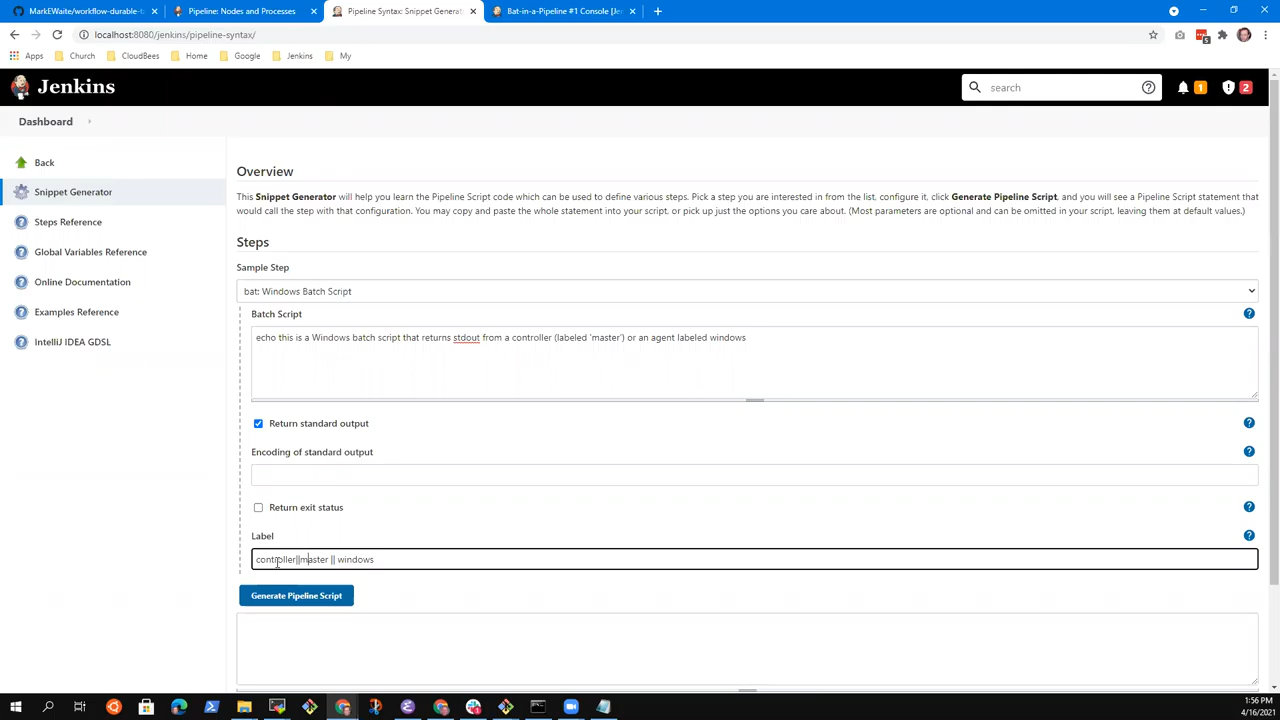 MarkEWaite/workflow-durable-ta
Pipeline: Nodes and Processes
Pipeline Syntax: Snippet Generat
Bat-in-a-Pipeline #1 Console [Jen
localhost:8080/jenkins/pipeline-syntax/
5
Apps Church CloudBees Home Google Jenkins My
Jenkins
search
1
2
Dashboard
Back
Snippet Generator
Steps Reference
Global Variables Reference
Online Documentation
Examples Reference
IntelliJ IDEA GDSL
Overview
This Snippet Generator will help you learn the Pipeline Script code which can be used to define various steps. Pick a step you are interested in from the list, configure it, click Generate Pipeline Script, and you will see a Pipeline Script statement that
would call the step with that configuration. You may copy and paste the whole statement into your script, or pick up just the options you care about. (Most parameters are optional and can be omitted in your script, leaving them at default values.)
Steps
Sample Step
bat: Windows Batch Script
Batch Script
echo this is a Windows batch script that returns stdout from a controller (labeled 'master') or an agent labeled windows
Return standard output
Encoding of standard output
Return exit status
Label
controller||master || windows
Generate Pipeline Script
1:56 PM
4/16/2021